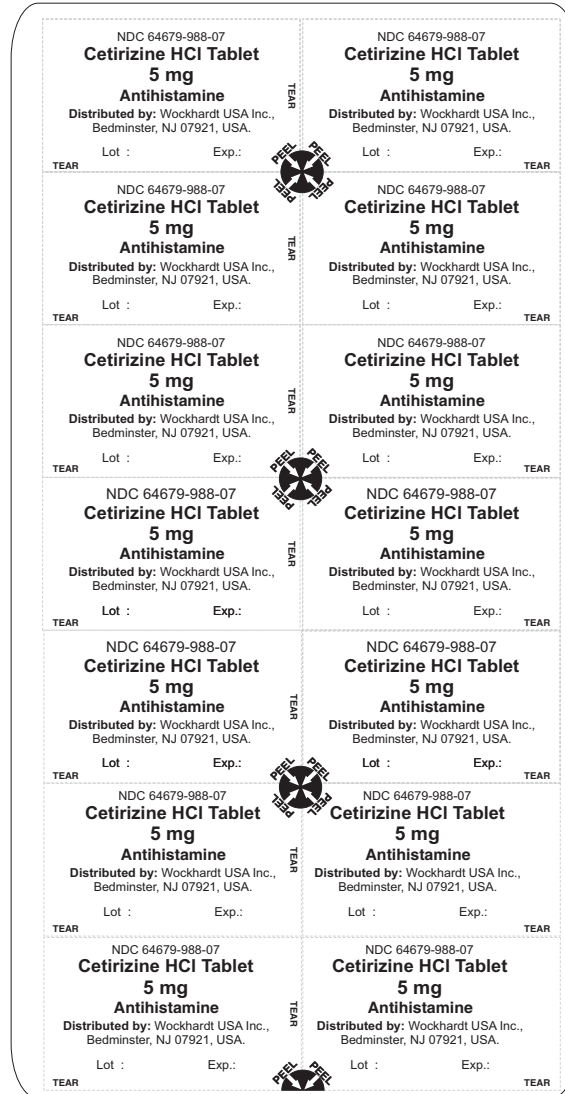 NDC 64679-988-07
Cetirizine HCl Tablet
5 mg
Antihistamine
Distributed by: Wockhardt USA Inc.,
Bedminster, NJ 07921, USA.
Lot : Exp.:
TEAR
TEAR
NDC 64679-988-07
Cetirizine HCl Tablet
5 mg
Antihistamine
Distributed by: Wockhardt USA Inc.,
Bedminster, NJ 07921, USA.
Lot : Exp.:
TEAR
PEEL PEEL
PEEL PEEL
NDC 64679-988-07
Cetirizine HCl Tablet
5 mg
Antihistamine
Distributed by: Wockhardt USA Inc.,
Bedminster, NJ 07921, USA.
Lot : Exp.:
TEAR
TEAR
NDC 64679-988-07
Cetirizine HCl Tablet
5 mg
Antihistamine
Distributed by: Wockhardt USA Inc.,
Bedminster, NJ 07921, USA.
Lot : Exp.:
TEAR
NDC 64679-988-07
Cetirizine HCl Tablet
5 mg
Antihistamine
Distributed by: Wockhardt USA Inc.,
Bedminster, NJ 07921, USA.
Lot : Exp.:
TEAR
TEAR
NDC 64679-988-07
Cetirizine HCl Tablet
5 mg
Antihistamine
Distributed by: Wockhardt USA Inc.,
Bedminster, NJ 07921, USA.
Lot : Exp.:
TEAR
PEEL PEEL
PEEL PEEL
NDC 64679-988-07
Cetirizine HCl Tablet
5 mg
Antihistamine
Distributed by: Wockhardt USA Inc.,
Bedminster, NJ 07921, USA.
Lot : Exp.:
TEAR
TEAR
NDC 64679-988-07
Cetirizine HCl Tablet
5 mg
Antihistamine
Distributed by: Wockhardt USA Inc.,
Bedminster, NJ 07921, USA.
Lot : Exp.:
TEAR
NDC 64679-988-07
Cetirizine HCl Tablet
5 mg
Antihistamine
Distributed by: Wockhardt USA Inc.,
Bedminster, NJ 07921, USA.
Lot : Exp.:
TEAR
TEAR
NDC 64679-988-07
Cetirizine HCl Tablet
5 mg
Antihistamine
Distributed by: Wockhardt USA Inc.,
Bedminster, NJ 07921, USA.
Lot : Exp.:
TEAR
PEEL PEEL
PEEL PEEL
NDC 64679-988-07
Cetirizine HCl Tablet
5 mg
Antihistamine
Distributed by: Wockhardt USA Inc.,
Bedminster, NJ 07921, USA.
Lot : Exp.:
TEAR
TEAR
NDC 64679-988-07
Cetirizine HCl Tablet
5 mg
Antihistamine
Distributed by: Wockhardt USA Inc.,
Bedminster, NJ 07921, USA.
Lot : Exp.:
TEAR
NDC 64679-988-07
Cetirizine HCl Tablet
5 mg
Antihistamine
Distributed by: Wockhardt USA Inc.,
Bedminster, NJ 07921, USA.
Lot : Exp.:
TEAR
TEAR
NDC 64679-988-07
Cetirizine HCl Tablet
5 mg
Antihistamine
Distributed by: Wockhardt USA Inc.,
Bedminster, NJ 07921, USA.
Lot : Exp.:
TEAR
PEEL PEEL